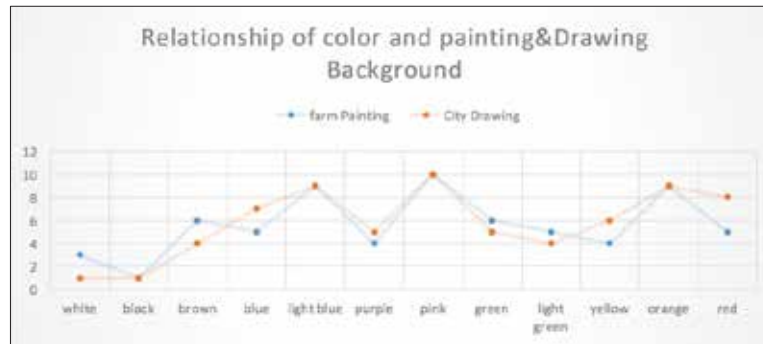 Relationship of color and painting&Drawing
Background
farm Painting City Drawing
12
10
8
6
4
2
0
white black brown blue light blue purple pink green light green yellow orange red